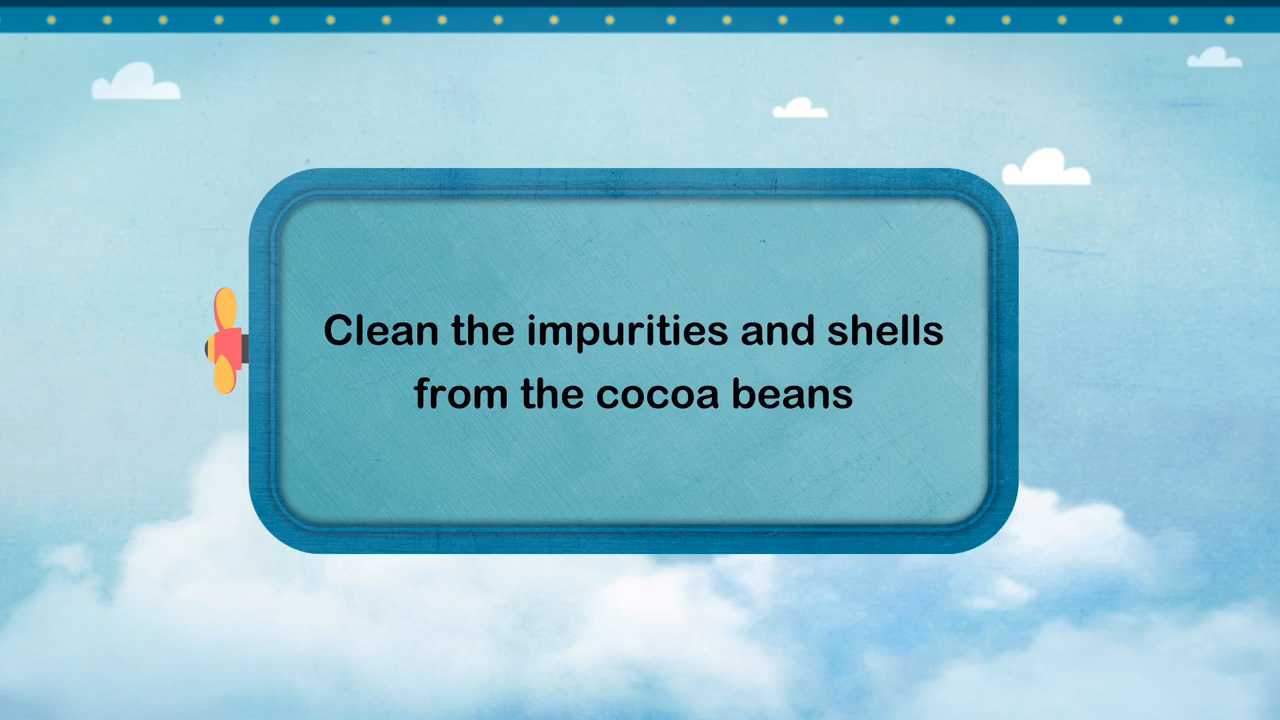 Clean the impurities and shells
from the cocoa beans